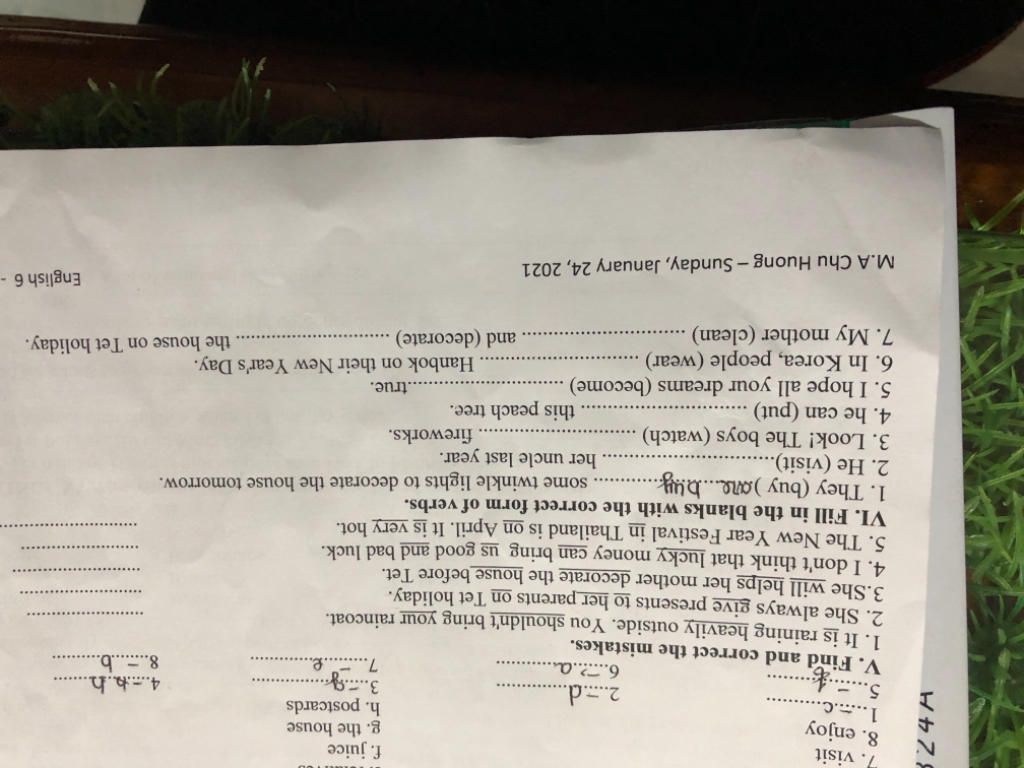 324A
7. visit
8. enjoy
f. juice
g. the house
h. postcards
1......c............
2.......d................
3........g................
4........h................
5........f................
6........a................
7........e................
8........b................
V. Find and correct the mistakes.
1. It is raining heavily outside. You shouldn't bring your raincoat.
2. She always give presents to her parents on Tet holiday.
3.She will helps her mother decorate the house before Tet.
4. I don't think that lucky money can bring us good and bad luck.
5. The New Year Festival in Thailand is on April. It is very hot.
VI. Fill in the blanks with the correct form of verbs.
1. They (buy )are buy............ some twinkle lights to decorate the house tomorrow.
2. He (visit)............................... her uncle last year.
3. Look! The boys (watch) ............................ fireworks.
4. he can (put) .............................. this peach tree.
5. I hope all your dreams (become) ............................true.
6. In Korea, people (wear) ............................ Hanbok on their New Year's Day.
7. My mother (clean) ............................. and (decorate) ............................ the house on Tet holiday.
M.A Chu Huong – Sunday, January 24, 2021
English 6 -